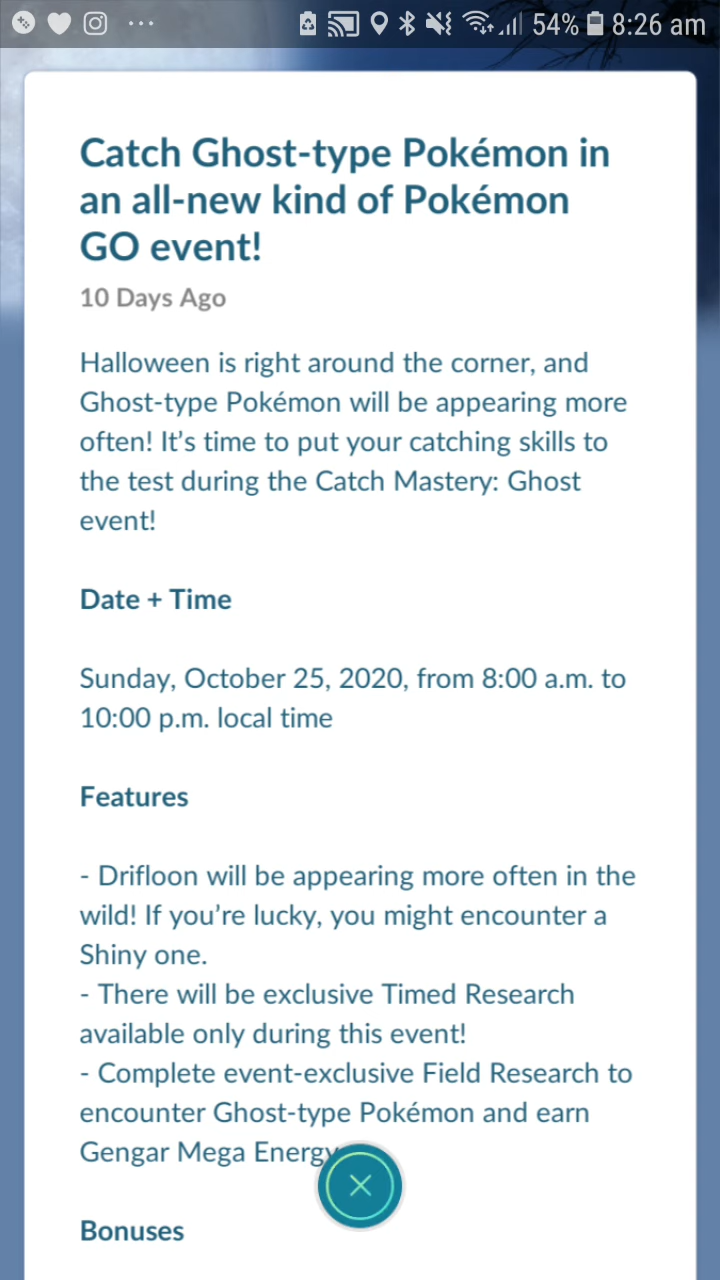 54% 8:26 am
Catch Ghost-type Pokémon in
an all-new kind of Pokémon
GO event!
10 Days Ago
Halloween is right around the corner, and
Ghost-type Pokémon will be appearing more
often! It's time to put your catching skills to
the test during the Catch Mastery: Ghost
event!
Date + Time
Sunday, October 25, 2020, from 8:00 a.m. to
10:00 p.m. local time
Features
- Drifloon will be appearing more often in the
wild! If you're lucky, you might encounter a
Shiny one.
- There will be exclusive Timed Research
available only during this event!
- Complete event-exclusive Field Research to
encounter Ghost-type Pokémon and earn
Gengar Mega Energy
Bonuses